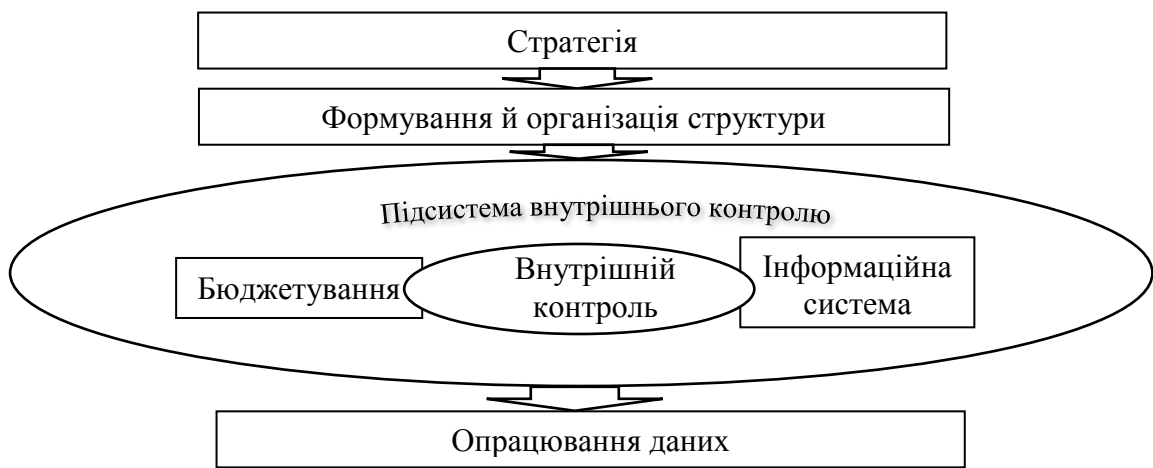 Стратегія
Формування й організація структури
Підсистема внутрішнього контролю
Бюджетування
Внутрішній
контроль
Інформаційна
система
Опрацювання даних